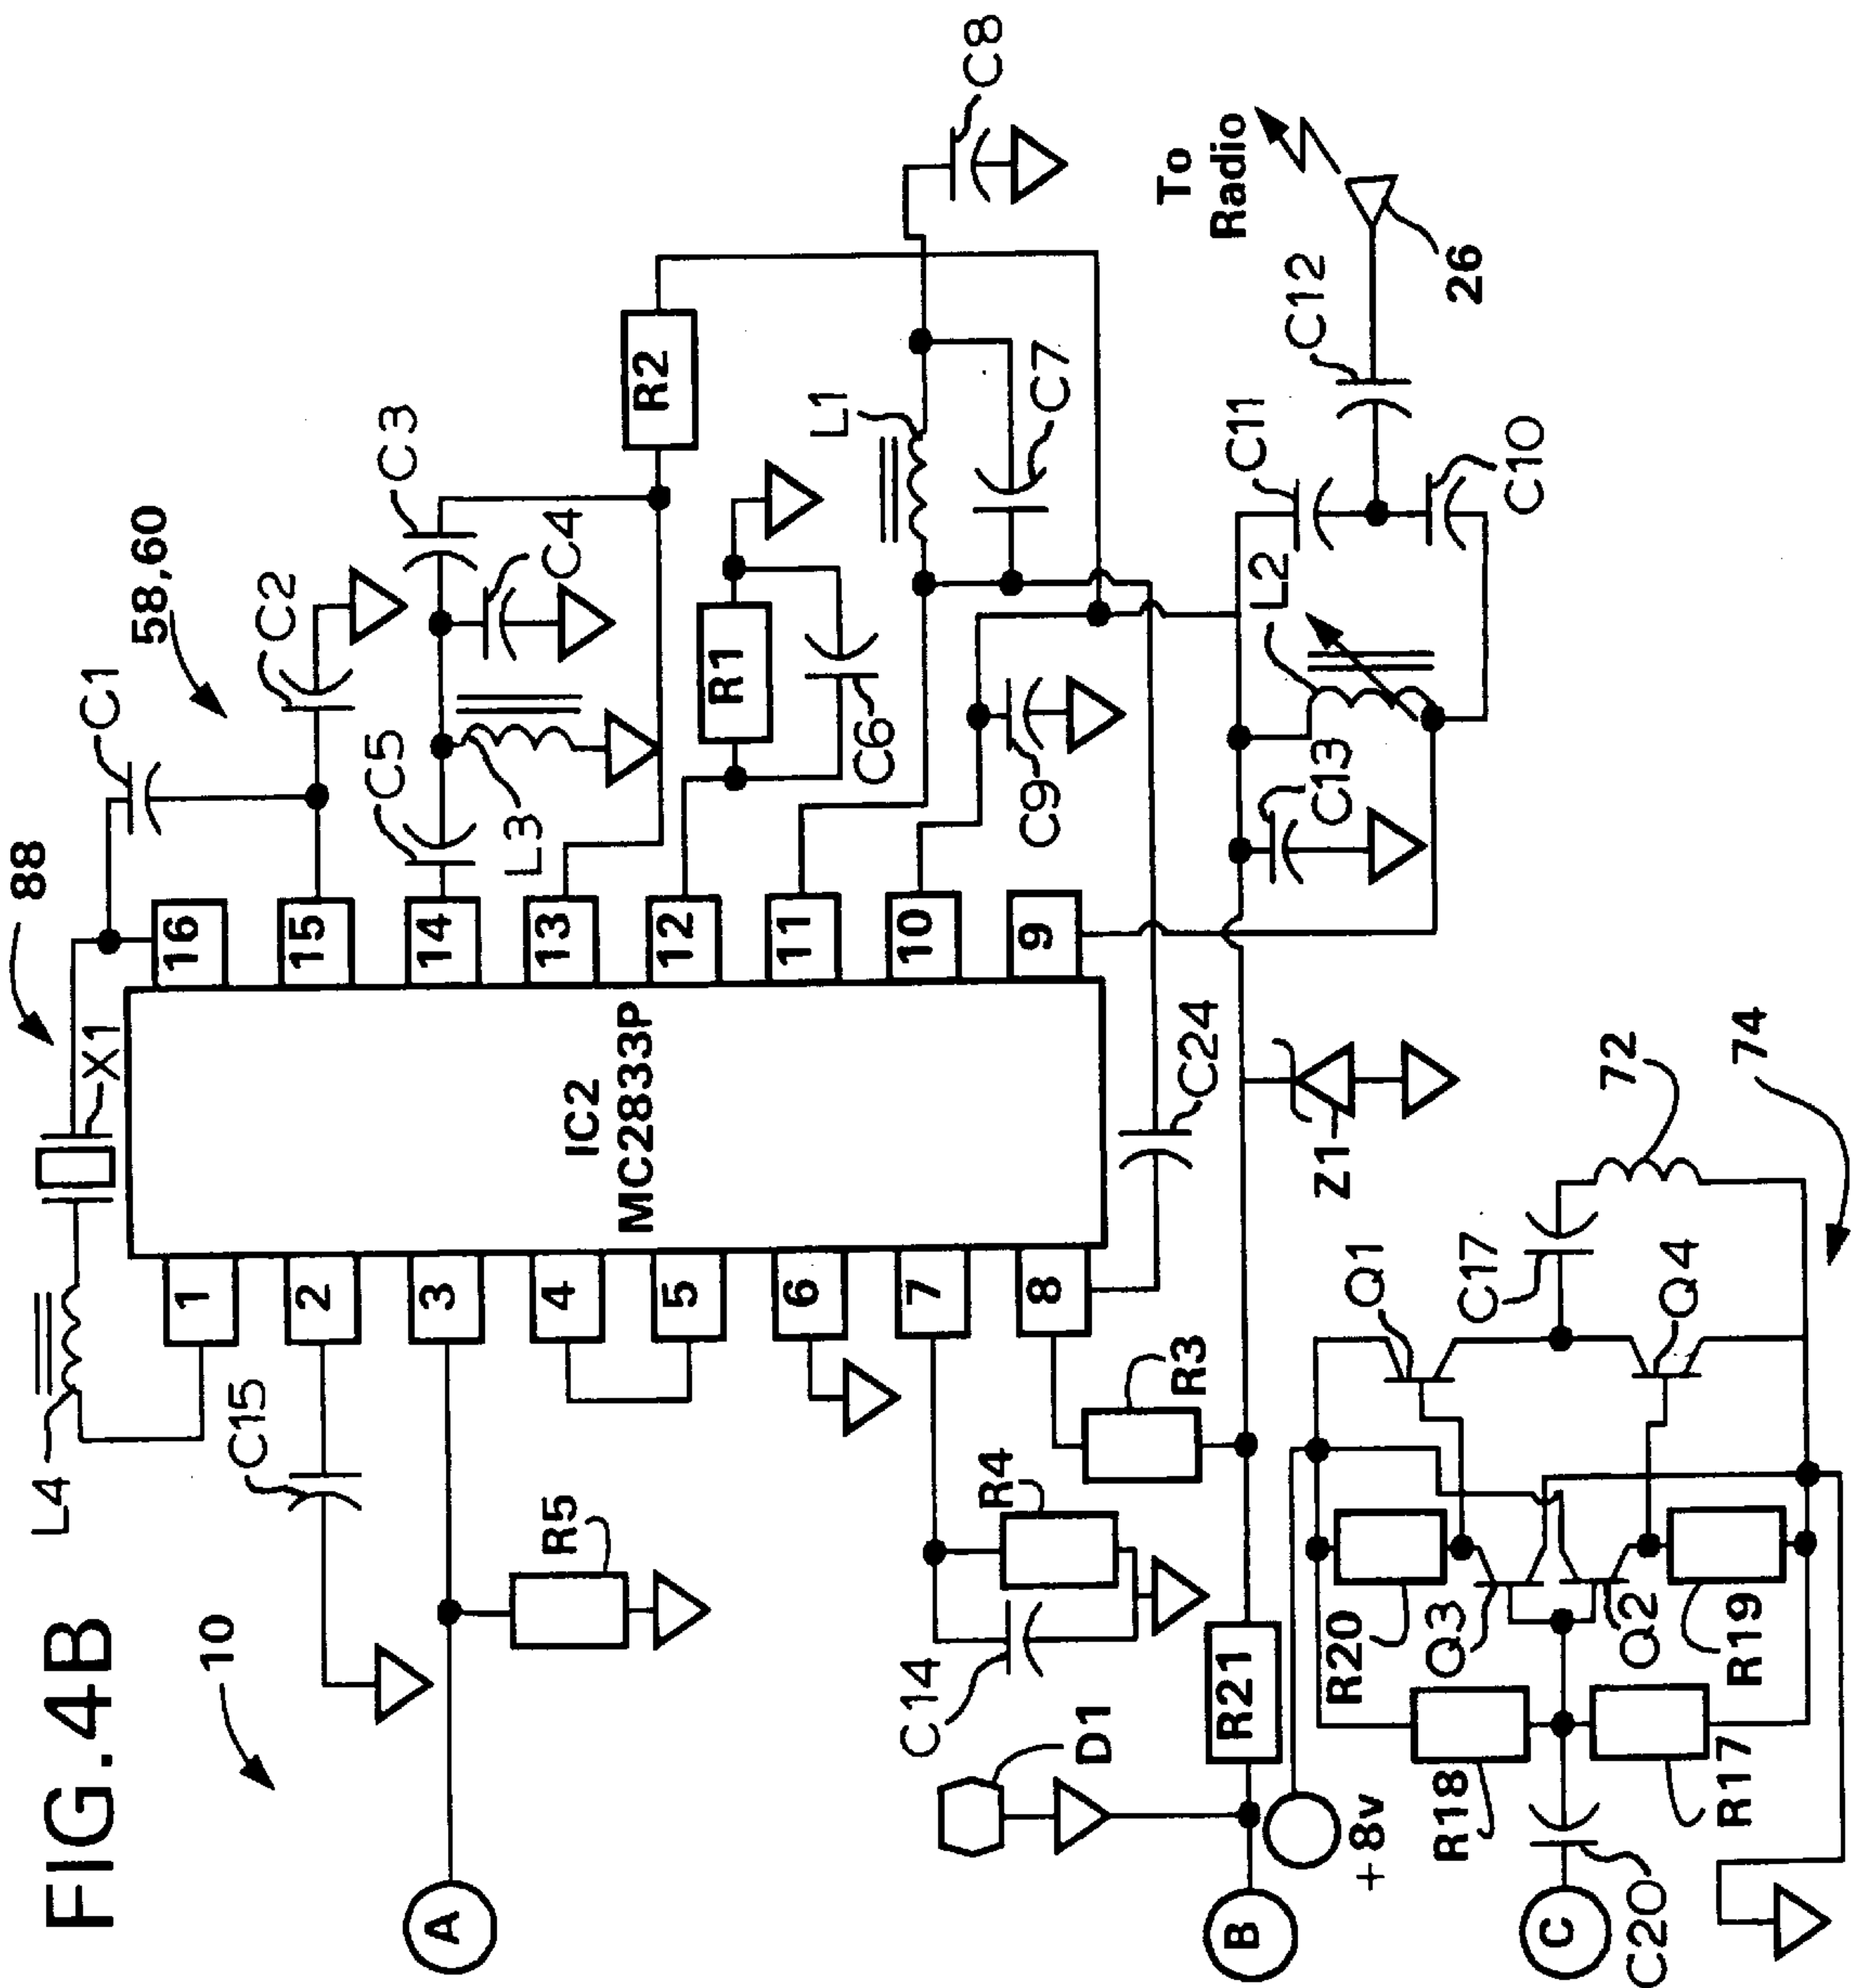 FIG.4B
10
88
58,60
L4
X1
C1
C2
C15
C5
C3
C4
L3
R5
R2
IC2
MC2833P
1
2
3
4
5
6
7
8
16
15
14
13
12
11
10
9
R1
C6
L1
C7
C8
C9
C14
R4
R3
C24
To
Radio
26
C12
C11
C10
L2
C13
D1
R21
Z1
A
B
C
+8v
R18
R20
Q3
Q1
C17
72
74
Q4
Q2
R19
R17
C20